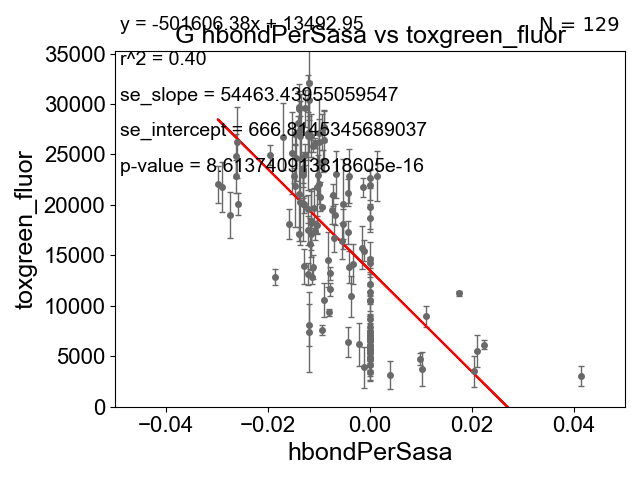 y = -501606.38x + 13492.95
N = 129
G hbondPerSasa vs toxgreen_fluor
r^2 = 0.40
se_slope = 54463.43955059547
se_intercept = 666.8145345689037
p-value = 8.613740913818605e-16
35000
30000
25000
20000
15000
10000
5000
0
toxgreen_fluor
−0.04 −0.02 0.00 0.02 0.04
hbondPerSasa